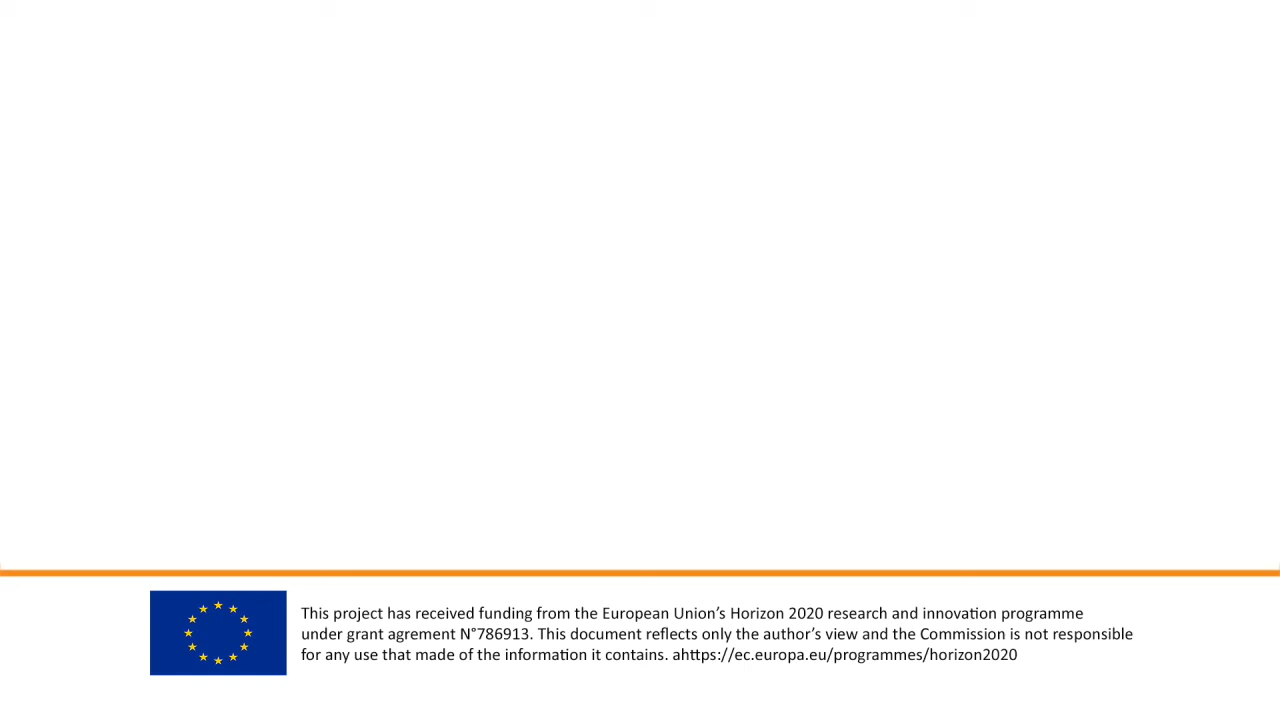 This project has received funding from the European Union’s Horizon 2020 research and innovation programme
under grant agrement N°786913. This document reflects only the author’s view and the Commission is not responsible
for any use that made of the information it contains. ahttps://ec.europa.eu/programmes/horizon2020